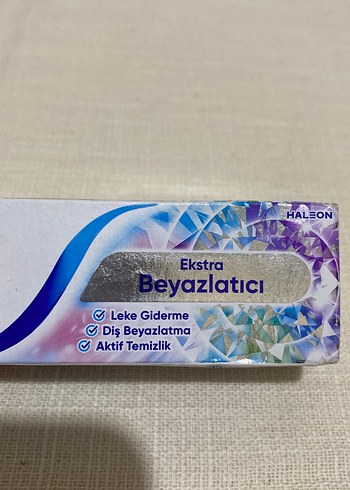 HALEON
Ekstra
Beyazlatıcı
Leke Giderme
Diş Beyazlatma
Aktif Temizlik